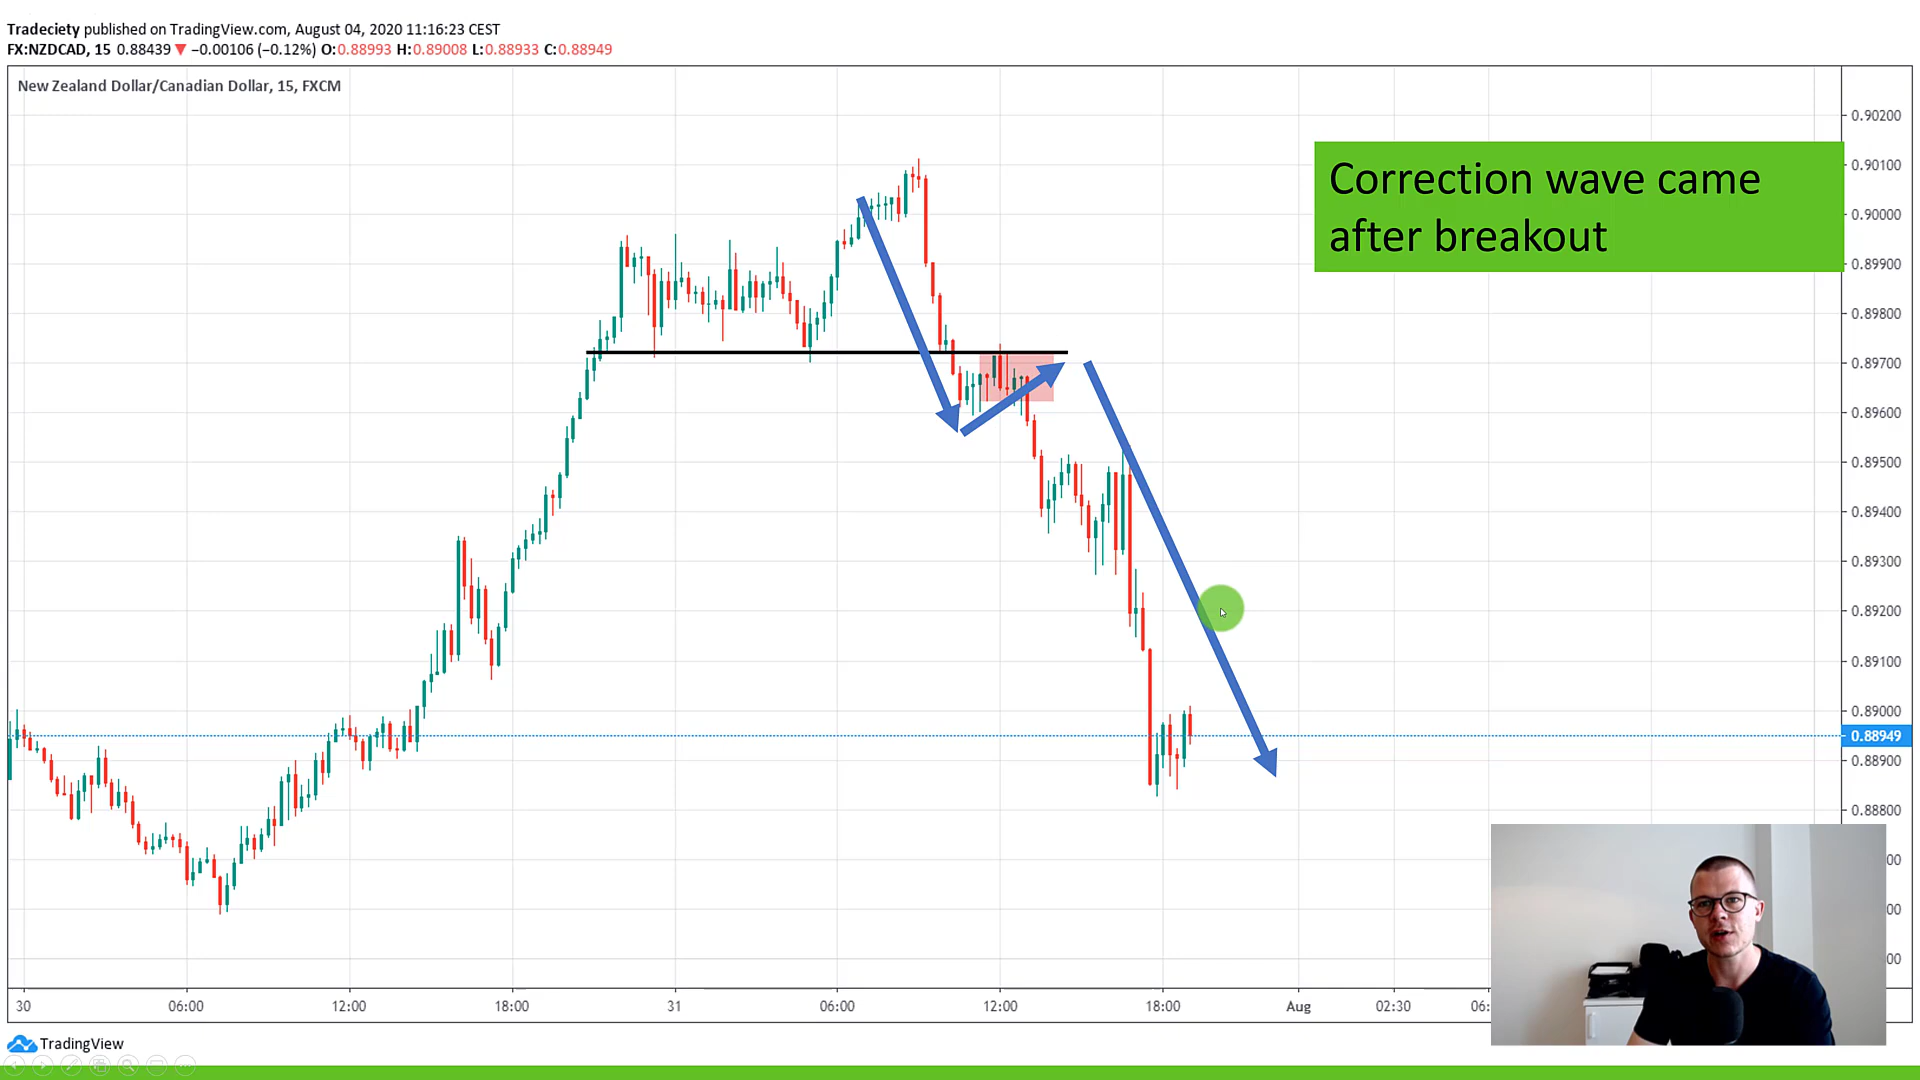 Tradeciety published on TradingView.com, August 04, 2020 11:16:23 CEST
FX:NZDCAD, 15 0.88439 ▼ −0.00106 (−0.12%) O:0.88993 H:0.89008 L:0.88933 C:0.88949
New Zealand Dollar/Canadian Dollar, 15, FXCM
Correction wave came
after breakout
0.90200
0.90100
0.90000
0.89900
0.89800
0.89700
0.89600
0.89500
0.89400
0.89300
0.89200
0.89100
0.89000
0.88949
0.88900
0.88800
00
00
00
30 06:00 12:00 18:00 31 06:00 12:00 18:00 Aug 02:30 06:
TradingView